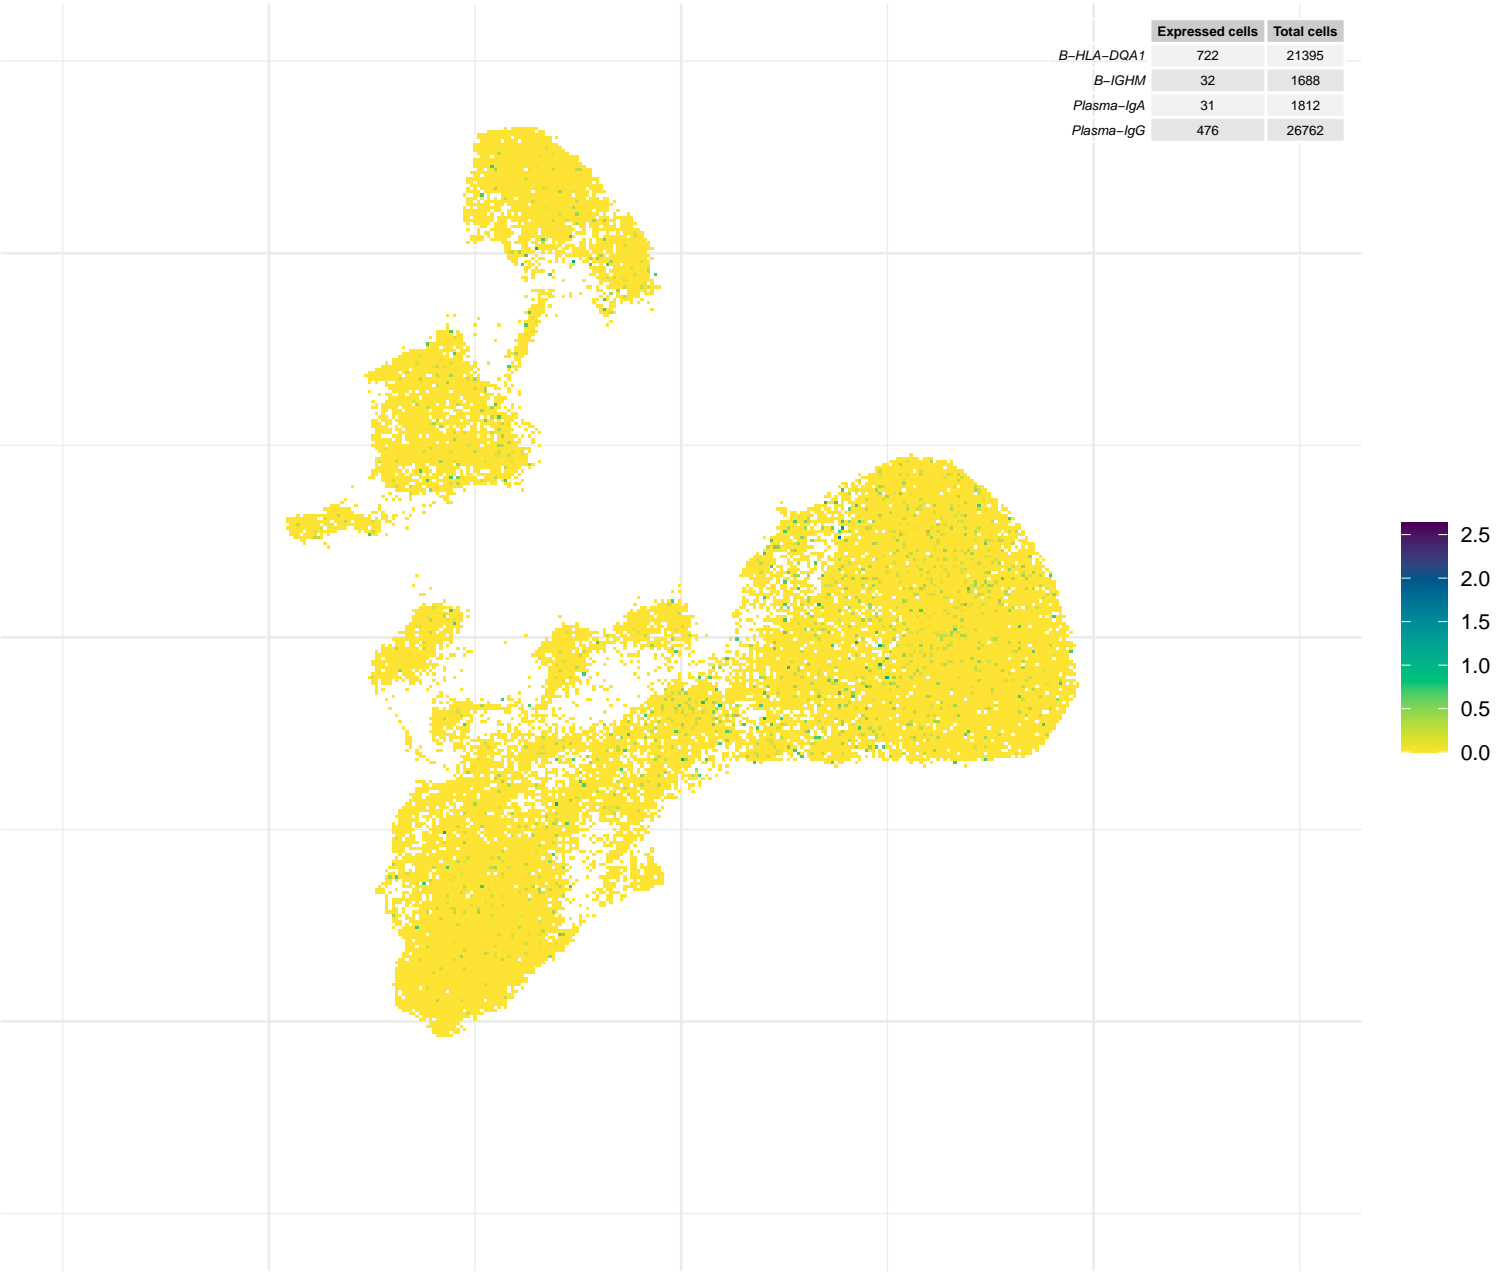 Expressed cells Total cells
B−HLA−DQA1 722 21395
B−IGHM 32 1688
Plasma−IgA 31 1812
Plasma−IgG 476 26762
2.5
2.0
1.5
1.0
0.5
0.0